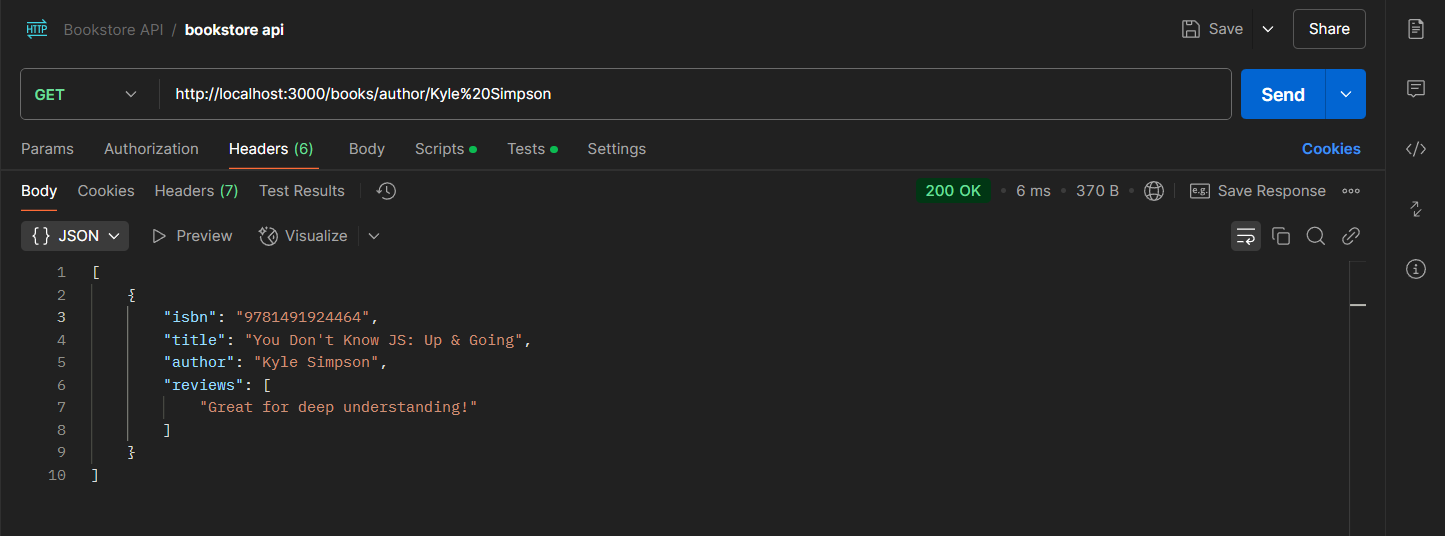 HTTP Bookstore API / bookstore api Save Share
GET http://localhost:3000/books/author/Kyle%20Simpson Send
Params Authorization Headers (6) Body Scripts Tests Settings Cookies
Body Cookies Headers (7) Test Results 200 OK • 6 ms • 370 B • e.g. Save Response
{} JSON Preview Visualize
1 [
2 {
3 "isbn": "9781491924464",
4 "title": "You Don't Know JS: Up & Going",
5 "author": "Kyle Simpson",
6 "reviews": [
7 "Great for deep understanding!"
8 ]
9 }
10 ]